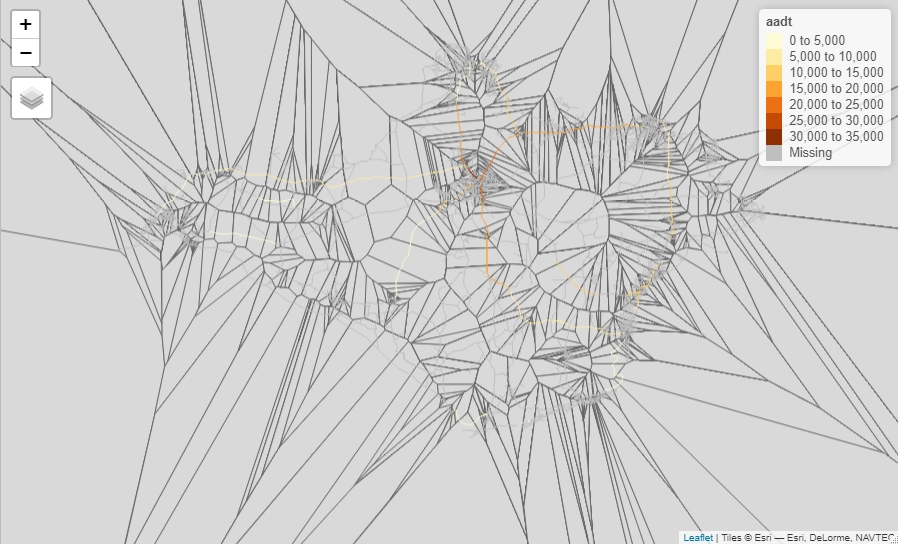 +
−
aadt
0 to 5,000
5,000 to 10,000
10,000 to 15,000
15,000 to 20,000
20,000 to 25,000
25,000 to 30,000
30,000 to 35,000
Missing
Leaflet | Tiles © Esri — Esri, DeLorme, NAVTEC